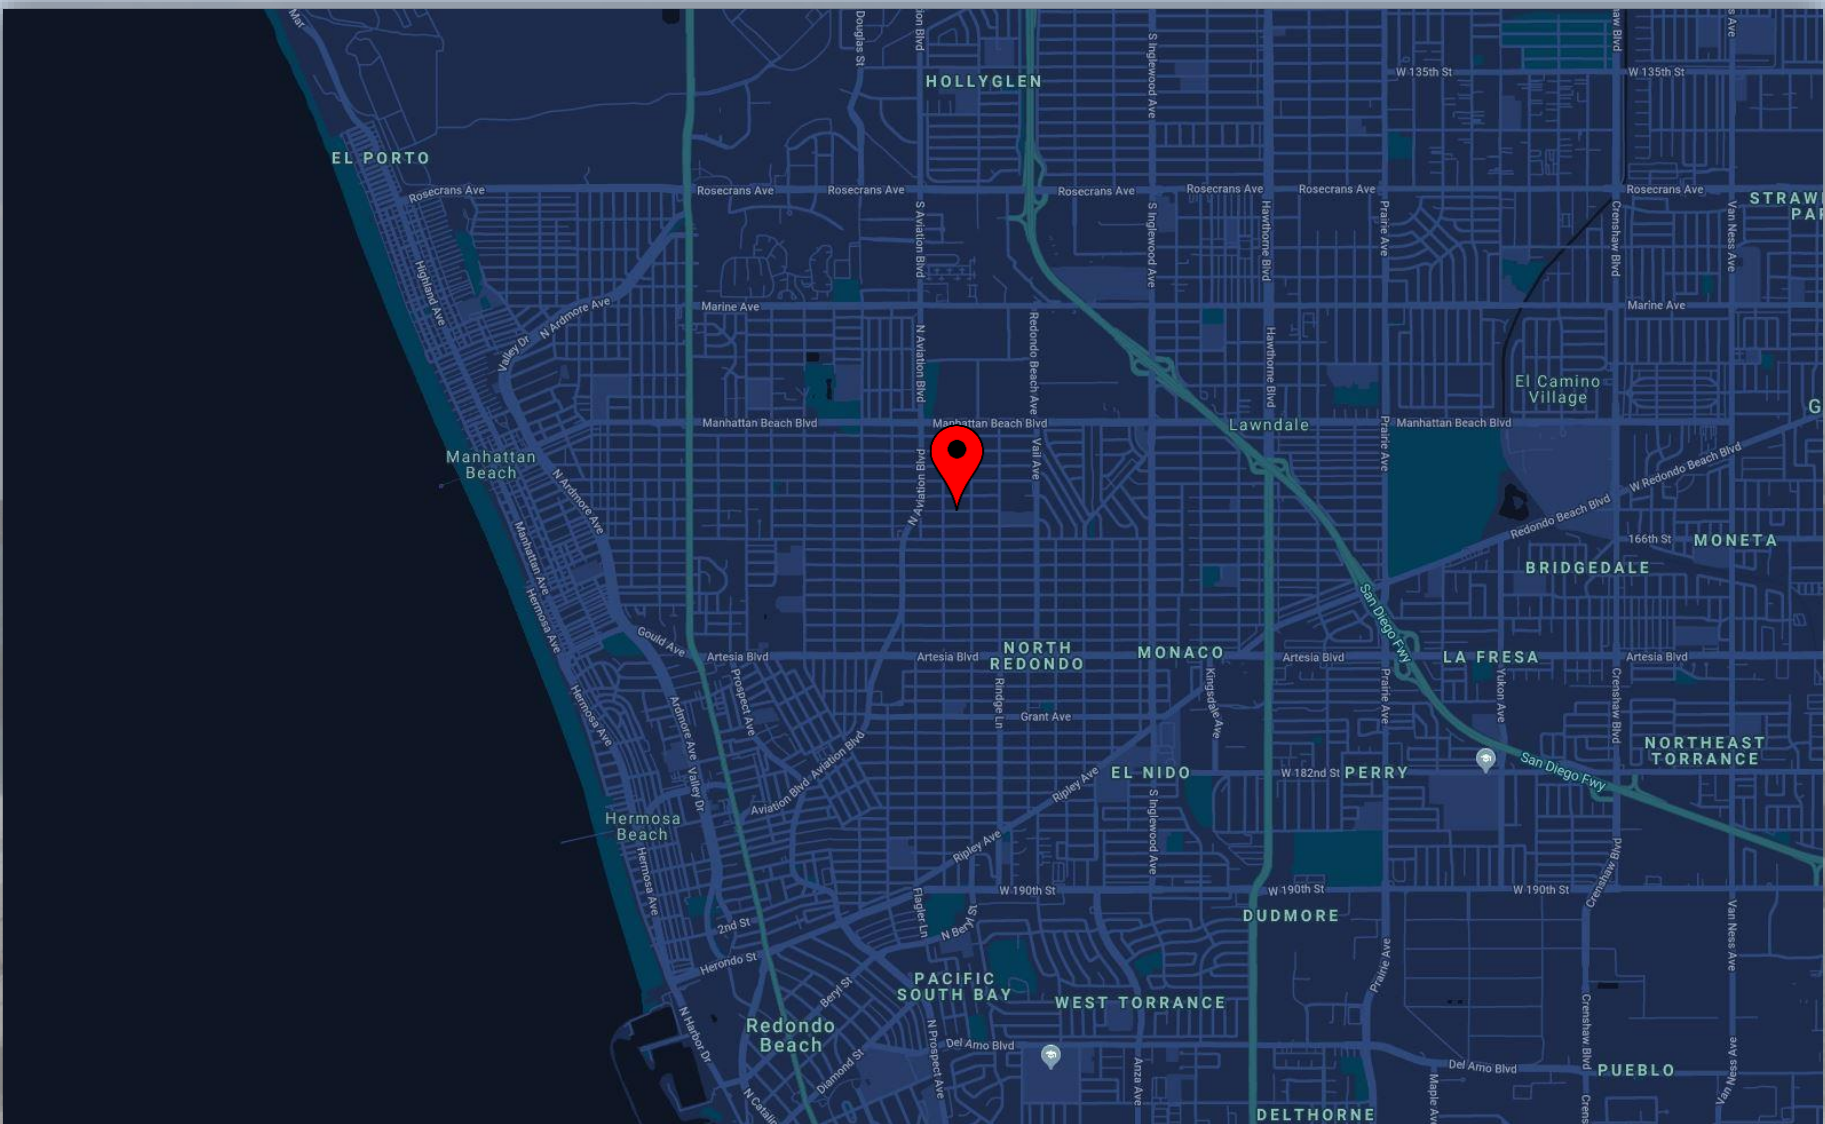 Douglas St
HOLLYGLEN
S Inglewood Ave
W 135th St
W 135th St
EL PORTO
Rosecrans Ave
Rosecrans Ave
Rosecrans Ave
Rosecrans Ave
Rosecrans Ave
Rosecrans Ave
Rosecrans Ave
S Aviation Blvd
S Inglewood Ave
Hawthorne Blvd
Prairie Ave
Crenshaw Blvd
Van Ness Ave
Highland Ave
N Ardmore Ave
Marine Ave
Marine Ave
Valley Dr
N Aviation Blvd
Redondo Beach Ave
Hawthorne Blvd
El Camino
Village
Manhattan Beach Blvd
Manhattan Beach Blvd
Lawndale
Manhattan Beach Blvd
Prairie Ave
Manhattan
Beach
N Aviation Blvd
Vail Ave
W Redondo Beach Blvd
Redondo Beach Blvd
N Ardmore Ave
Manhattan Ave
166th St
MONETA
BRIDGEDALE
Hermosa Ave
San Diego Fwy
Gould Ave
Artesia Blvd
Artesia Blvd
NORTH
REDONDO
MONACO
Artesia Blvd
LA FRESA
Artesia Blvd
Hermosa Ave
Ardmore Ave
Prospect Ave
Rindge Ln
Grant Ave
Kingsdale Ave
Prairie Ave
Yukon Ave
Crenshaw Blvd
NORTHEAST
TORRANCE
Valley Dr
Aviation Blvd
Aviation Blvd
Ripley Ave
EL NIDO
W 182nd St
PERRY
San Diego Fwy
Hermosa
Beach
Ripley Ave
S Inglewood Ave
Hermosa Ave
Crenshaw Blvd
Flagler Ln
W 190th St
W 190th St
W 190th St
2nd St
N Beryl St
DUDMORE
Van Ness Ave
Herondo St
Beryl St
PACIFIC
SOUTH BAY
WEST TORRANCE
Prairie Ave
Crenshaw Blvd
N Harbor Dr
Redondo
Beach
N Prospect Ave
Del Amo Blvd
Diamond St
Anza Ave
Del Amo Blvd
PUEBLO
Van Ness Ave
DELTHORNE